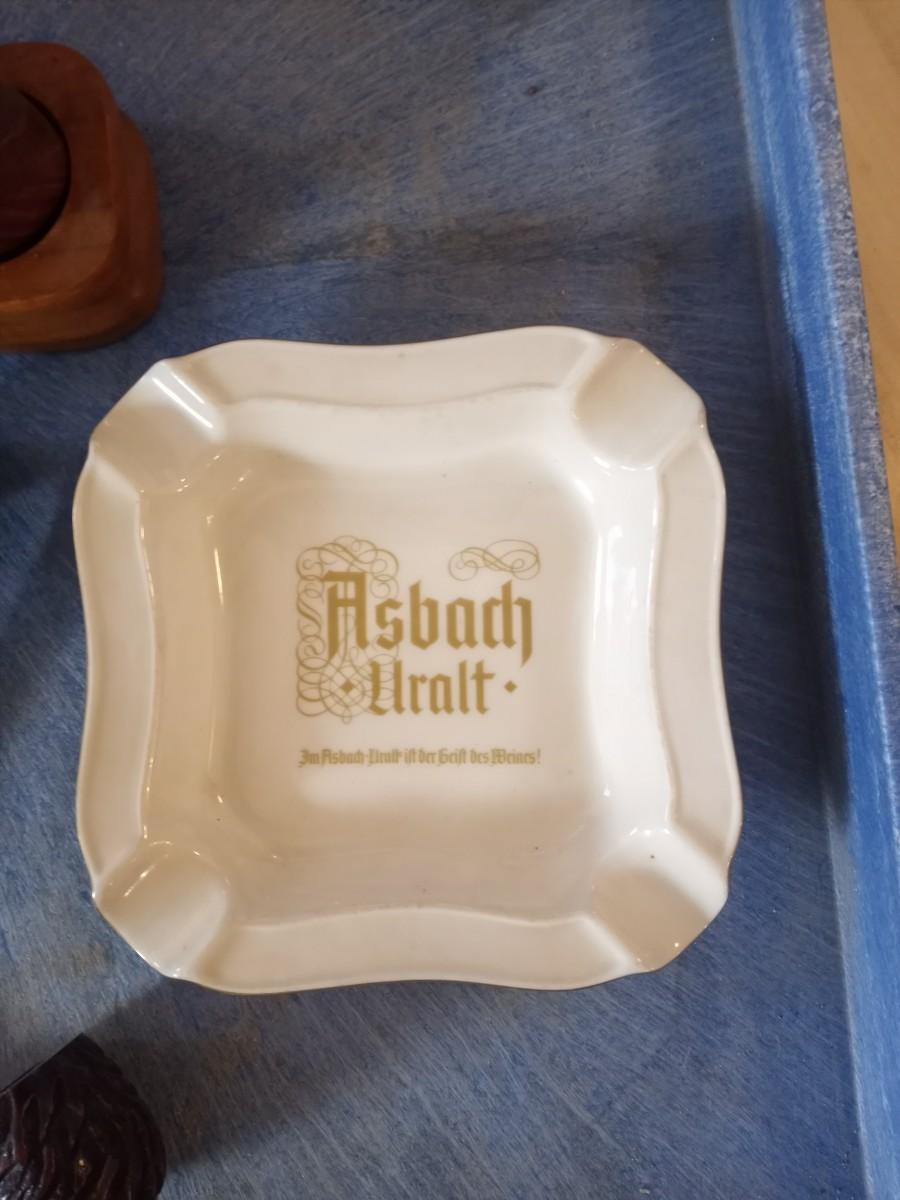 Asbach
· Uralt ·
Im Asbach-Uralt ist der Geist des Weines!